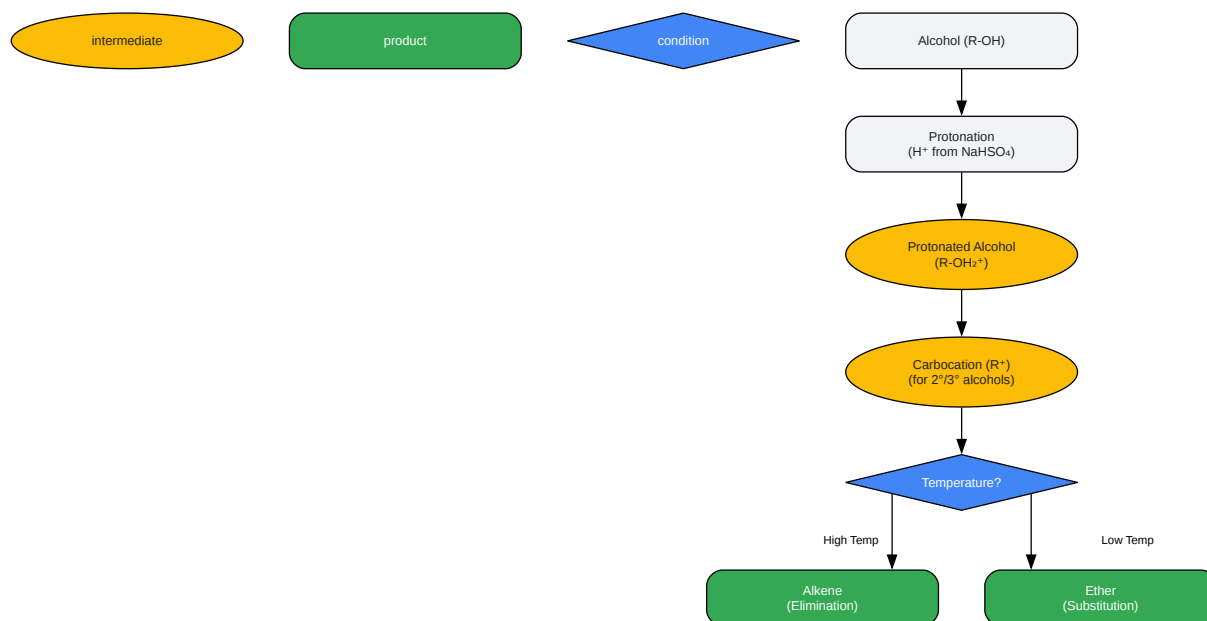 intermediate
product
condition
Alcohol (R-OH)
Protonation
(H⁺ from NaHSO₄)
Protonated Alcohol
(R-OH₂⁺)
Carbocation (R⁺)
(for 2°/3° alcohols)
Temperature?
High Temp
Low Temp
Alkene
(Elimination)
Ether
(Substitution)